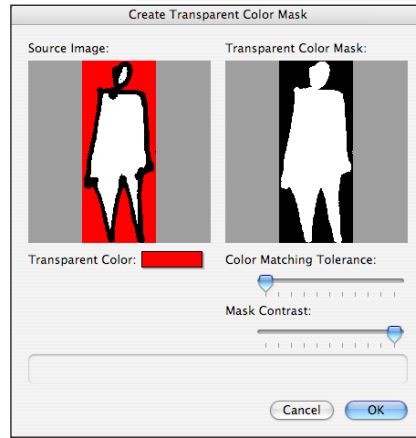 Create Transparent Color Mask
Source Image:
Transparent Color Mask:
Transparent Color:
Color Matching Tolerance:
Mask Contrast:
Cancel
OK